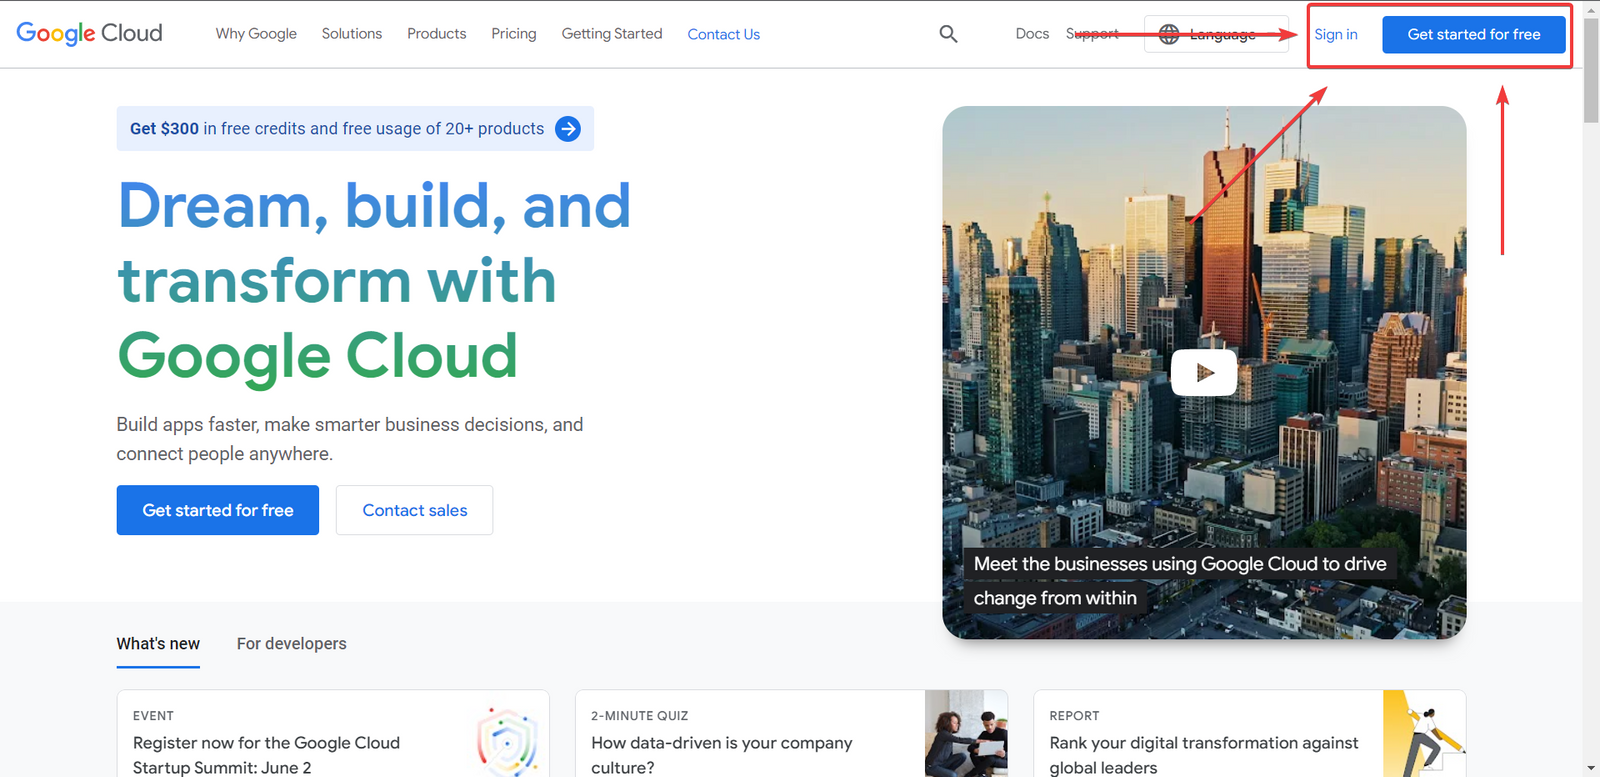 Google Cloud
Why Google
Solutions
Products
Pricing
Getting Started
Contact Us
Docs
Support
Language
Sign in
Get started for free
Get $300 in free credits and free usage of 20+ products
Dream, build, and
transform with
Google Cloud
Build apps faster, make smarter business decisions, and
connect people anywhere.
Get started for free
Contact sales
Meet the businesses using Google Cloud to drive
change from within
What's new
For developers
EVENT
Register now for the Google Cloud
Startup Summit: June 2
2-MINUTE QUIZ
How data-driven is your company
culture?
REPORT
Rank your digital transformation against
global leaders